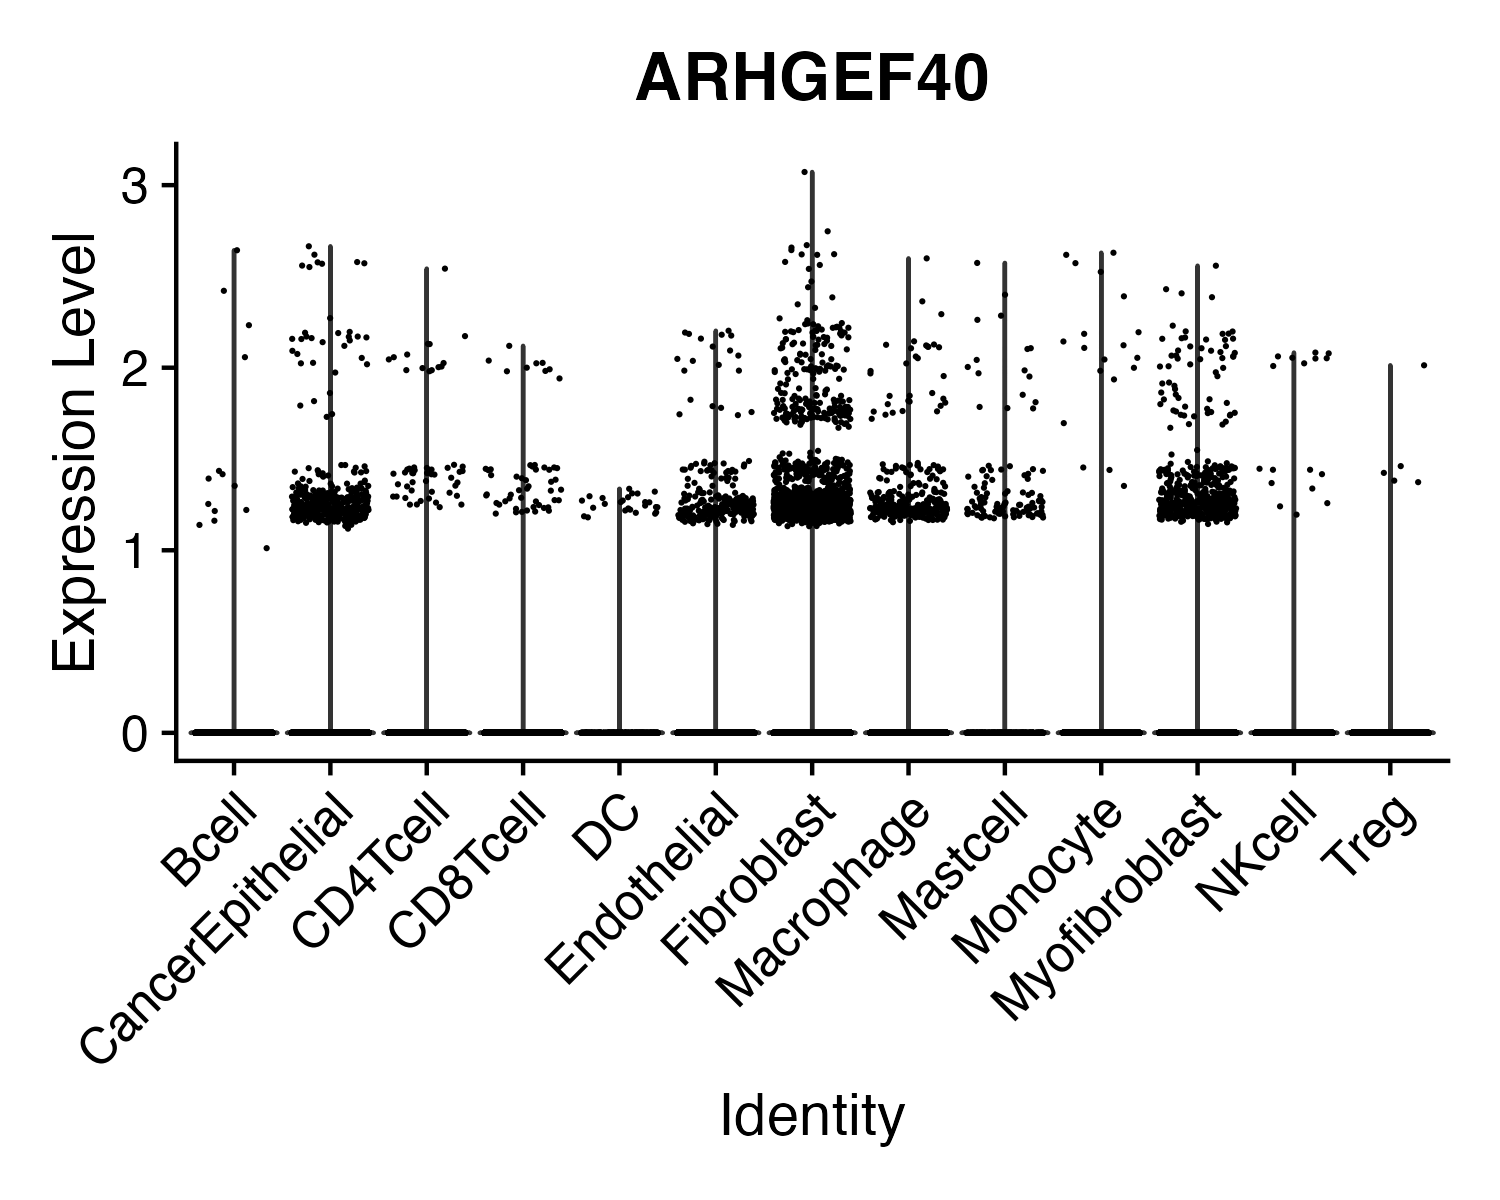 ARHGEF40
Expression Level
3
2
1
0
Bcell
CancerEpithelial
CD4Tcell
CD8Tcell
DC
Endothelial
Fibroblast
Macrophage
Mastcell
Monocyte
Myofibroblast
NKcell
Treg
Identity